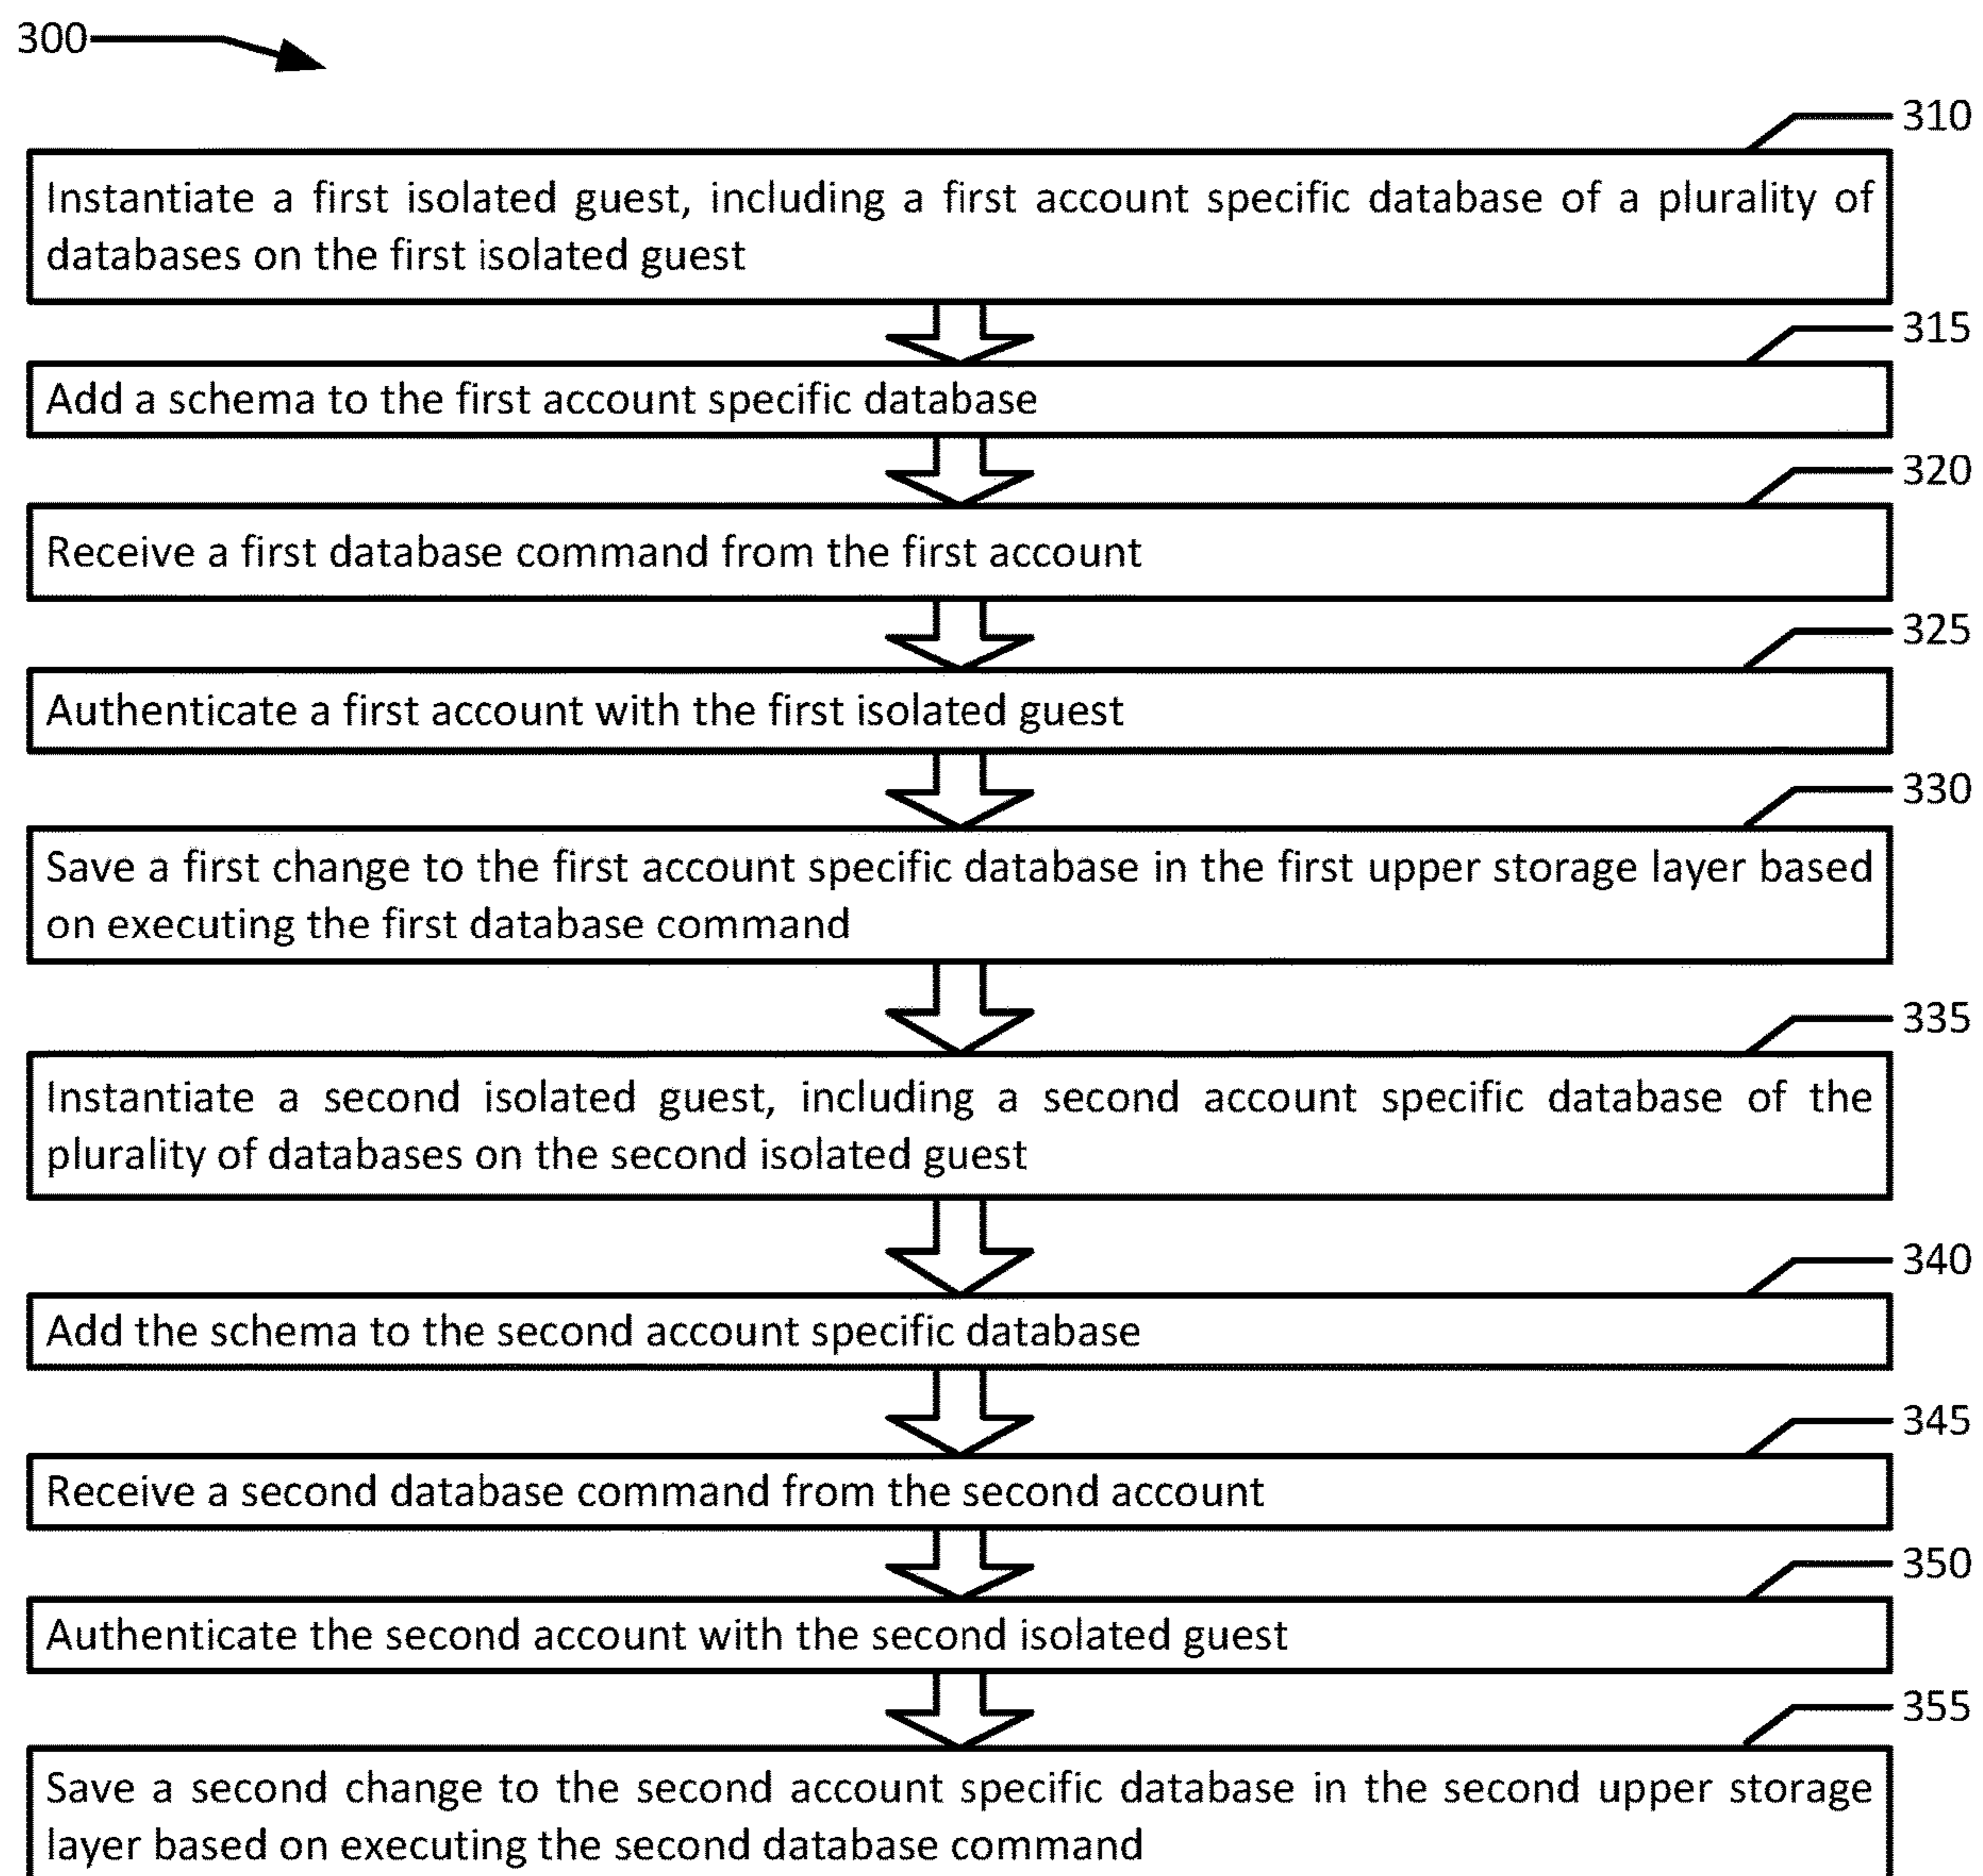 300
310
Instantiate a first isolated guest, including a first account specific database of a plurality of
databases on the first isolated guest
315
Add a schema to the first account specific database
320
Receive a first database command from the first account
325
Authenticate a first account with the first isolated guest
330
Save a first change to the first account specific database in the first upper storage layer based
on executing the first database command
335
Instantiate a second isolated guest, including a second account specific database of the
plurality of databases on the second isolated guest
340
Add the schema to the second account specific database
345
Receive a second database command from the second account
350
Authenticate the second account with the second isolated guest
355
Save a second change to the second account specific database in the second upper storage
layer based on executing the second database command